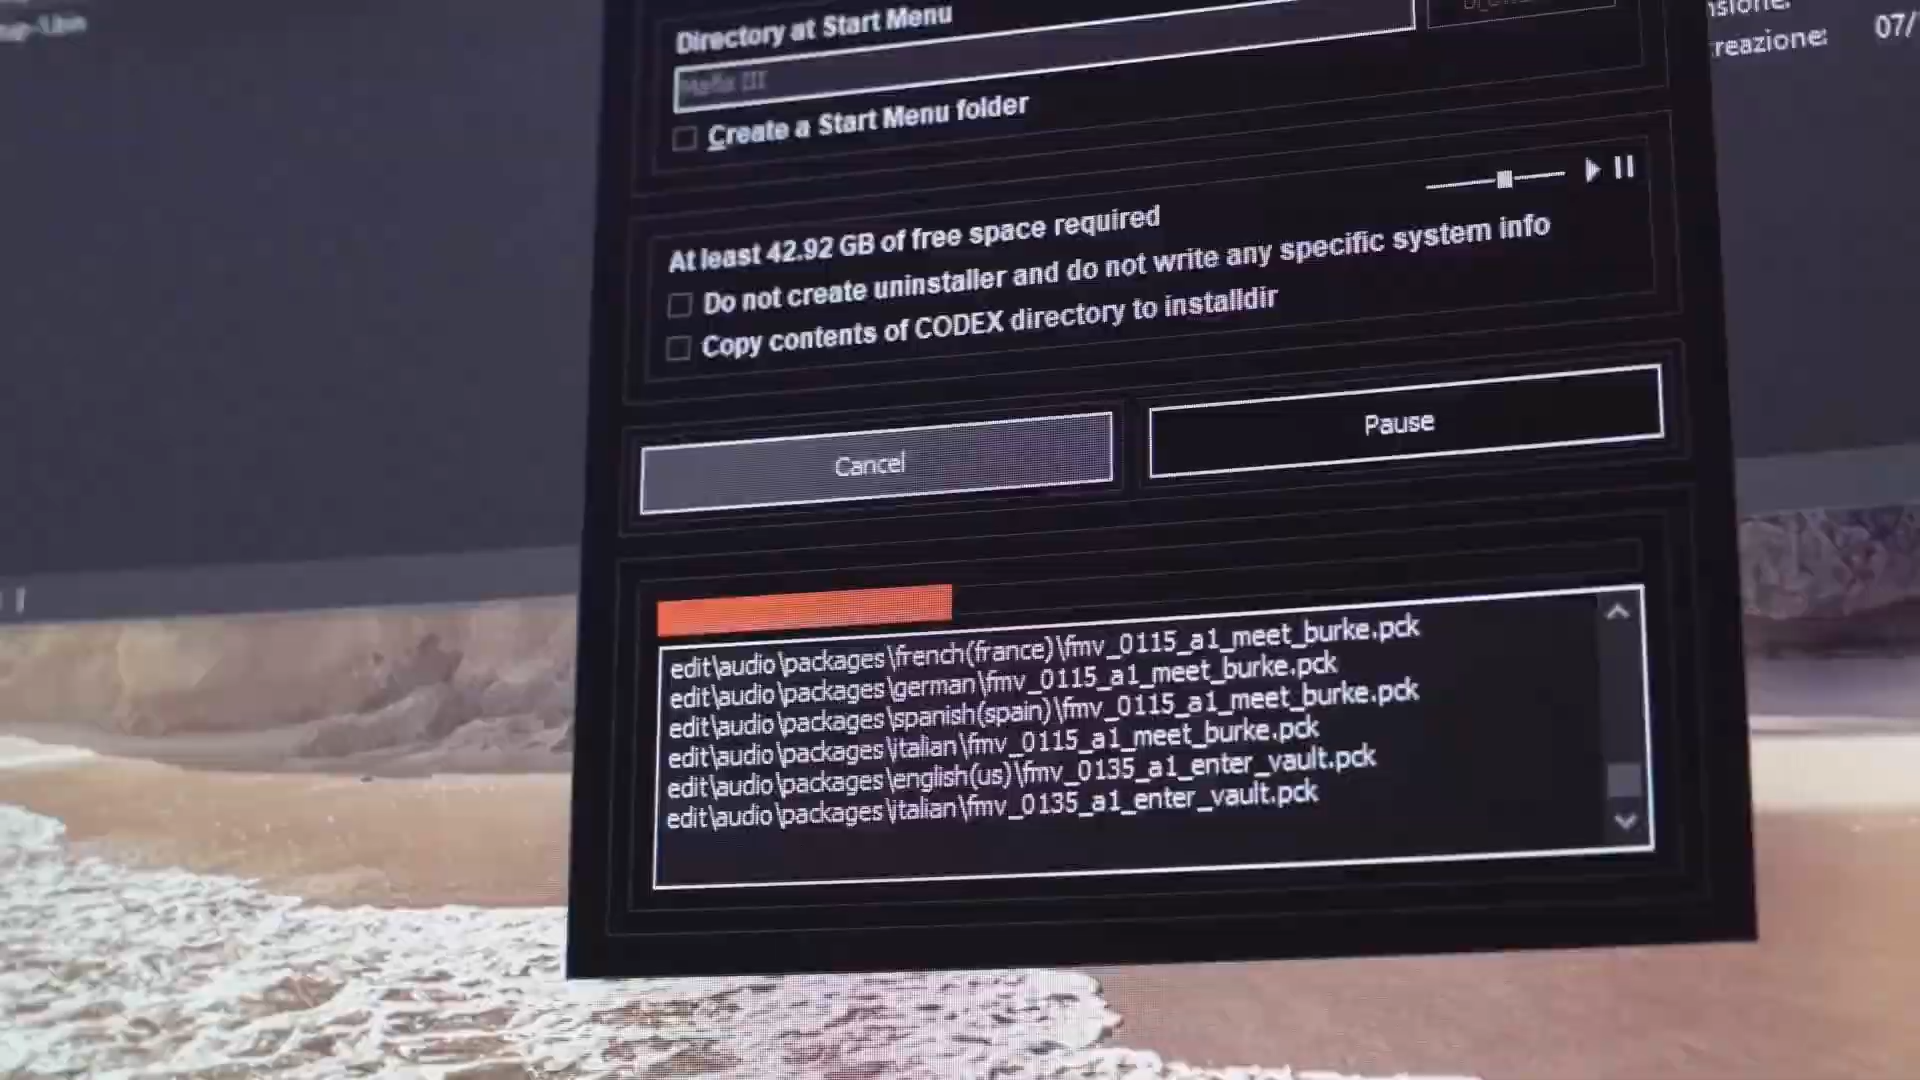 Directory at Start Menu
07/
Mafia III
Create a Start Menu folder
At least 42.92 GB of free space required
Do not create uninstaller and do not write any specific system info
Copy contents of CODEX directory to installdir
Cancel
Pause
edit\audio\packages\french(france)\fmv_0115_a1_meet_burke.pck
edit\audio\packages\german\fmv_0115_a1_meet_burke.pck
edit\audio\packages\spanish(spain)\fmv_0115_a1_meet_burke.pck
edit\audio\packages\italian\fmv_0115_a1_meet_burke.pck
edit\audio\packages\english(us)\fmv_0135_a1_enter_vault.pck
edit\audio\packages\italian\fmv_0135_a1_enter_vault.pck